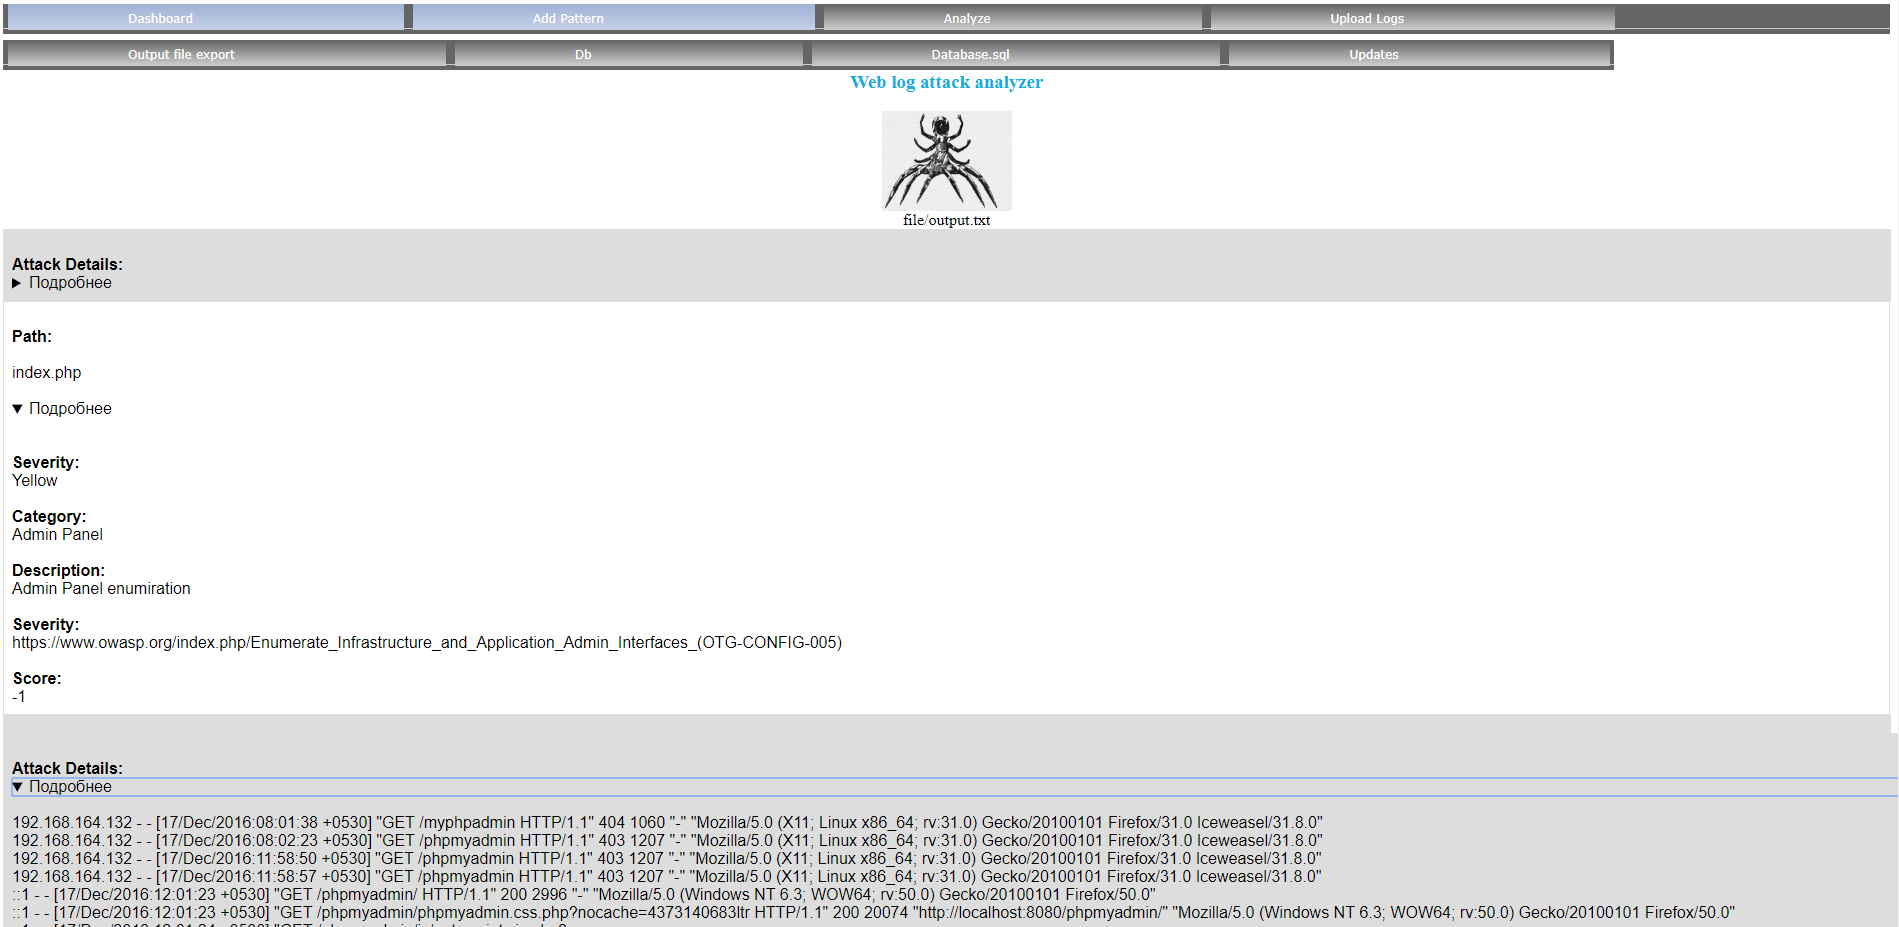 Dashboard Add Pattern Analyze Upload Logs
Output file export Db Database.sql Updates
Web log attack analyzer
file/output.txt
Attack Details:
▶ Подробнее
Path:
index.php
▼ Подробнее
Severity:
Yellow
Category:
Admin Panel
Description:
Admin Panel enumiration
Severity:
https://www.owasp.org/index.php/Enumerate_Infrastructure_and_Application_Admin_Interfaces_(OTG-CONFIG-005)
Score:
-1
Attack Details:
▼ Подробнее
192.168.164.132 - - [17/Dec/2016:08:01:38 +0530] "GET /myphpadmin HTTP/1.1" 404 1060 "-" "Mozilla/5.0 (X11; Linux x86_64; rv:31.0) Gecko/20100101 Firefox/31.0 Iceweasel/31.8.0"
192.168.164.132 - - [17/Dec/2016:08:02:23 +0530] "GET /phpmyadmin HTTP/1.1" 403 1207 "-" "Mozilla/5.0 (X11; Linux x86_64; rv:31.0) Gecko/20100101 Firefox/31.0 Iceweasel/31.8.0"
192.168.164.132 - - [17/Dec/2016:11:58:50 +0530] "GET /phpmyadmin HTTP/1.1" 403 1207 "-" "Mozilla/5.0 (X11; Linux x86_64; rv:31.0) Gecko/20100101 Firefox/31.0 Iceweasel/31.8.0"
192.168.164.132 - - [17/Dec/2016:11:58:57 +0530] "GET /phpmyadmin HTTP/1.1" 403 1207 "-" "Mozilla/5.0 (X11; Linux x86_64; rv:31.0) Gecko/20100101 Firefox/31.0 Iceweasel/31.8.0"
::1 - - [17/Dec/2016:12:01:23 +0530] "GET /phpmyadmin/ HTTP/1.1" 200 2996 "-" "Mozilla/5.0 (Windows NT 6.3; WOW64; rv:50.0) Gecko/20100101 Firefox/50.0"
::1 - - [17/Dec/2016:12:01:23 +0530] "GET /phpmyadmin/phpmyadmin.css.php?nocache=4373140683ltr HTTP/1.1" 200 20074 "http://localhost:8080/phpmyadmin/" "Mozilla/5.0 (Windows NT 6.3; WOW64; rv:50.0) Gecko/20100101 Firefox/50.0"